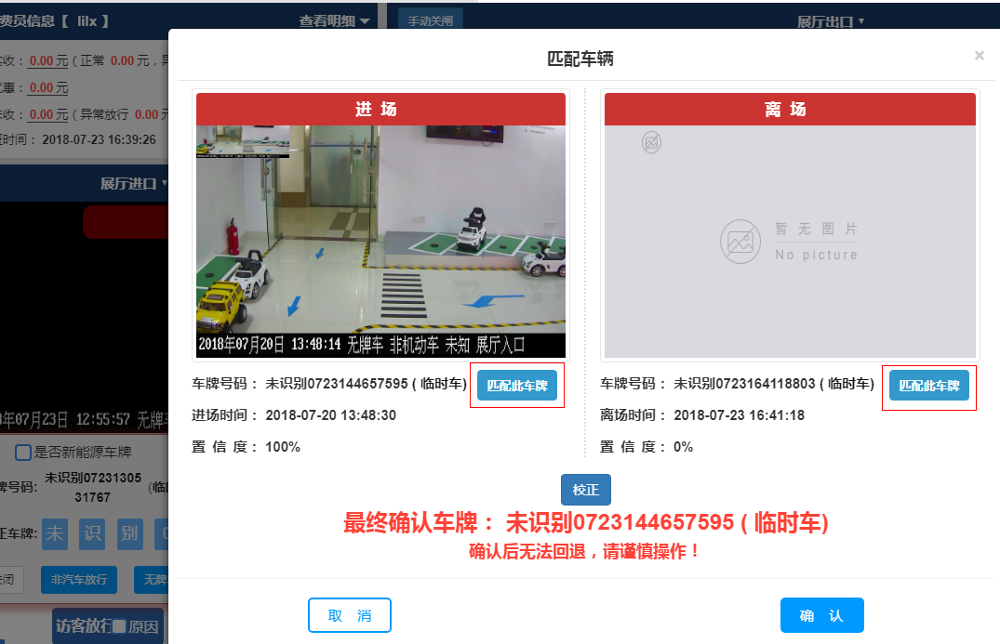 费员信息【 lilx 】
查看明细
手动关闸
展厅出口
收： 0.00 元 ( 正常 0.00 元，
惠： 0.00 元
收： 0.00 元 ( 异常放行 0.00
时间： 2018-07-23 16:39:26
展厅进口
年07月23日 12:55:57 无牌
是否新能源车牌
牌号码: 未识别07231305
31767
正车牌: 未 识 别
闭
非汽车放行
无牌
访客放行
原因
匹配车辆
×
进 场
2018年07月20日 13:48:14 无牌车 非机动车 未知 展厅入口
车牌号码： 未识别0723144657595 ( 临时车)
匹配此车牌
进场时间： 2018-07-20 13:48:30
置 信 度： 100%
离 场
暂 无 图 片
No picture
车牌号码： 未识别0723164118803 ( 临时车)
匹配此车牌
离场时间： 2018-07-23 16:41:18
置 信 度： 0%
校正
最终确认车牌： 未识别0723144657595 ( 临时车)
确认后无法回退，请谨慎操作！
取 消
确 认